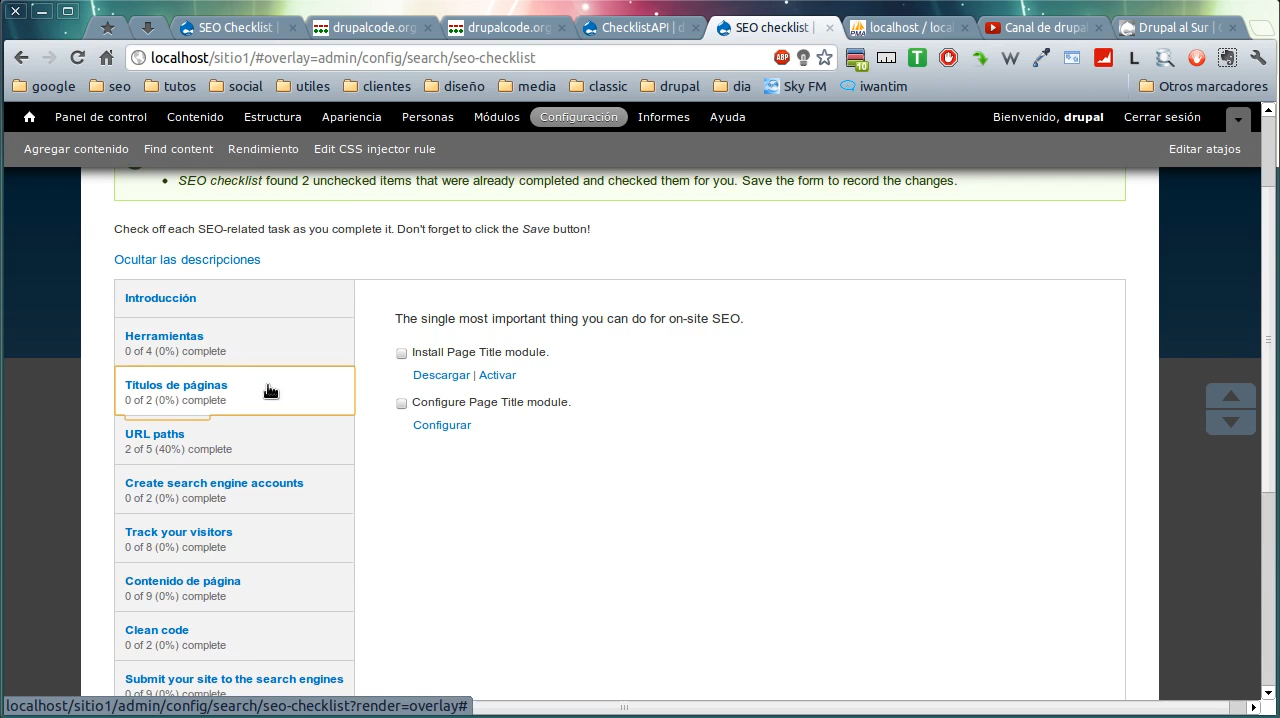 SEO Checklist |
drupalcode.org
drupalcode.org
ChecklistAPI | d
SEO checklist |
localhost / loca
Canal de drupal
Drupal al Sur | G
localhost/sitio1/#overlay=admin/config/search/seo-checklist
ABP
10
T
W
L
google
seo
tutos
social
utiles
clientes
diseño
media
classic
drupal
dia
Sky FM
iwantim
Otros marcadores
Panel de control
Contenido
Estructura
Apariencia
Personas
Módulos
Configuración
Informes
Ayuda
Bienvenido, drupal
Cerrar sesión
Agregar contenido
Find content
Rendimiento
Edit CSS injector rule
Editar atajos
SEO checklist found 2 unchecked items that were already completed and checked them for you. Save the form to record the changes.
Check off each SEO-related task as you complete it. Don't forget to click the Save button!
Ocultar las descripciones
Introducción
Herramientas
0 of 4 (0%) complete
Títulos de páginas
0 of 2 (0%) complete
URL paths
2 of 5 (40%) complete
Create search engine accounts
0 of 2 (0%) complete
Track your visitors
0 of 8 (0%) complete
Contenido de página
0 of 9 (0%) complete
Clean code
0 of 2 (0%) complete
Submit your site to the search engines
0 of 9 (0%) complete
The single most important thing you can do for on-site SEO.
Install Page Title module.
Descargar | Activar
Configure Page Title module.
Configurar
localhost/sitio1/admin/config/search/seo-checklist?render=overlay#